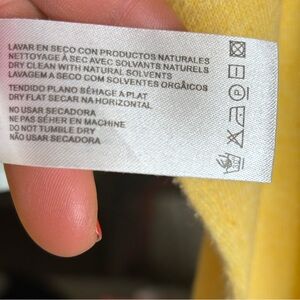 LAVAR EN SECO CON PRODUCTOS NATURALES
NETTOYAGE À SEC AVEC SOLVANTS NATURELS
DRY CLEAN WITH NATURAL SOLVENTS
LAVAGEM A SECO COM SOLVENTES ORGÂICOS
TENDIDO PLANO SÉHAGE A PLAT
DRY FLAT SECAR NA HORIZONTAL
NO USAR SECADORA
NE PAS SÉHER EN MACHINE
DO NOT TUMBLE DRY
NÃO USAR SECADORA
P